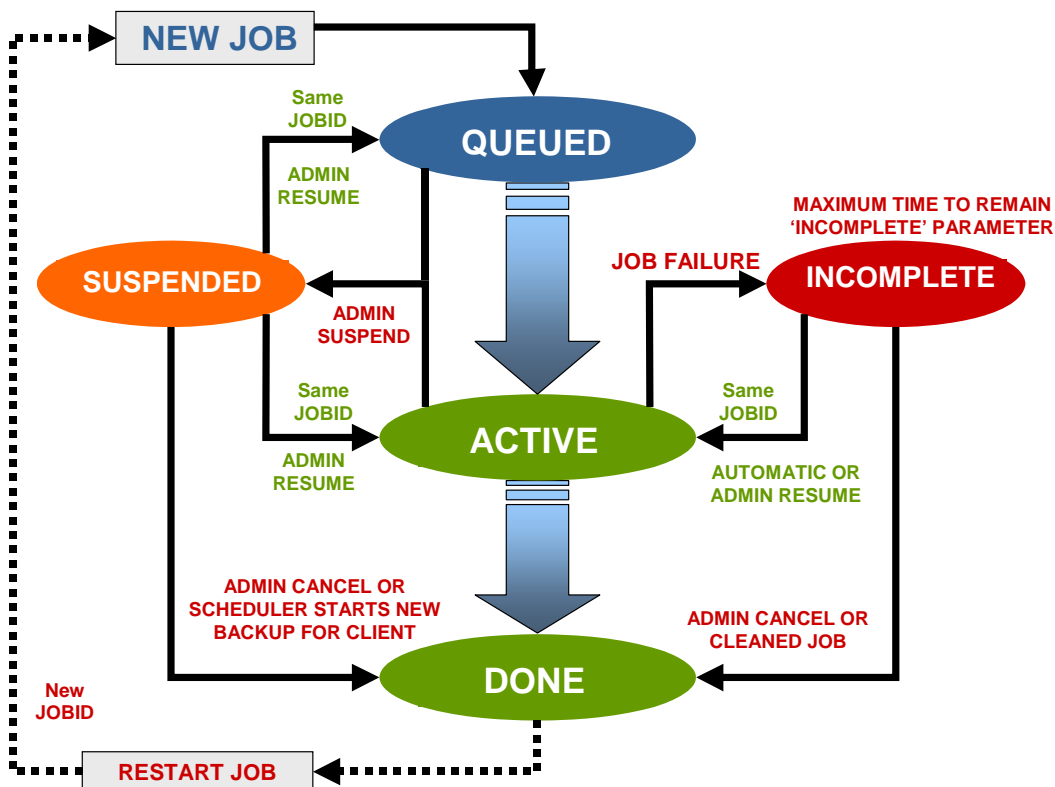 NEW JOB
Same
JOBID
QUEUED
ADMIN
RESUME
MAXIMUM TIME TO REMAIN
‘INCOMPLETE’ PARAMETER
SUSPENDED
JOB FAILURE
INCOMPLETE
ADMIN
SUSPEND
Same
JOBID
ACTIVE
Same
JOBID
ADMIN
RESUME
AUTOMATIC OR
ADMIN RESUME
ADMIN CANCEL OR
SCHEDULER STARTS NEW
BACKUP FOR CLIENT
ADMIN CANCEL OR
CLEANED JOB
DONE
New
JOBID
RESTART JOB